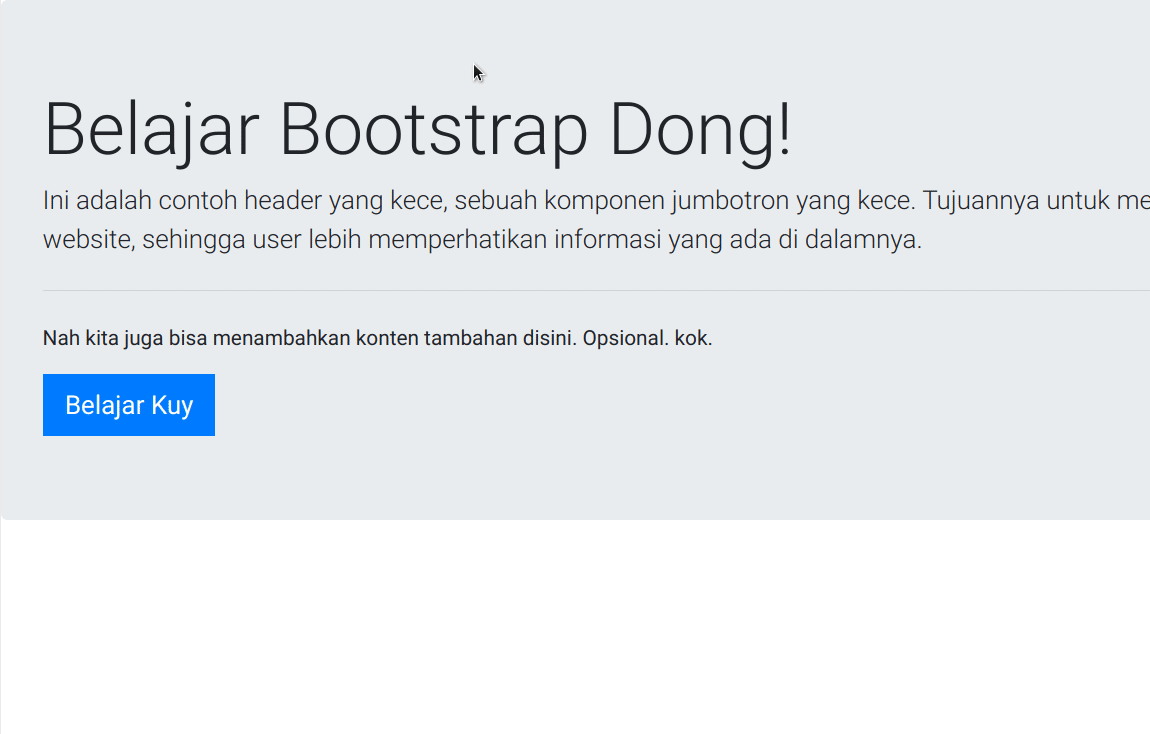 Belajar Bootstrap Dong!
Ini adalah contoh header yang kece, sebuah komponen jumbotron yang kece. Tujuannya untuk
website, sehingga user lebih memperhatikan informasi yang ada di dalamnya.
Nah kita juga bisa menambahkan konten tambahan disini. Opsional. kok.
Belajar Kuy